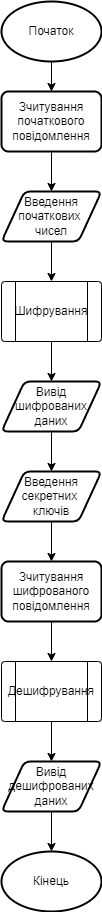 Початок
Зчитування
початкового
повідомлення
Введення
початкових
чисел
Шифрування
Вивід
шифрованих
даних
Введення
секретних
ключів
Зчитування
шифрованого
повідомлення
Дешифрування
Вивід
дешифрованих
даних
Кінець